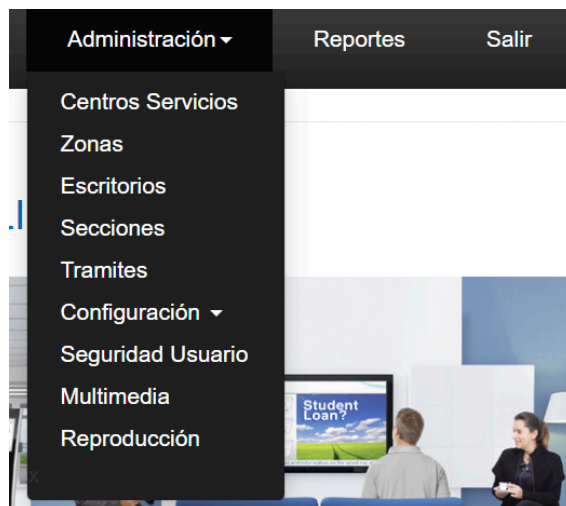 Administración Reportes Salir
Centros Servicios
Zonas
Escritorios
Secciones
Tramites
Configuración
Seguridad Usuario
Multimedia
Reproducción
Student
Loan?
x